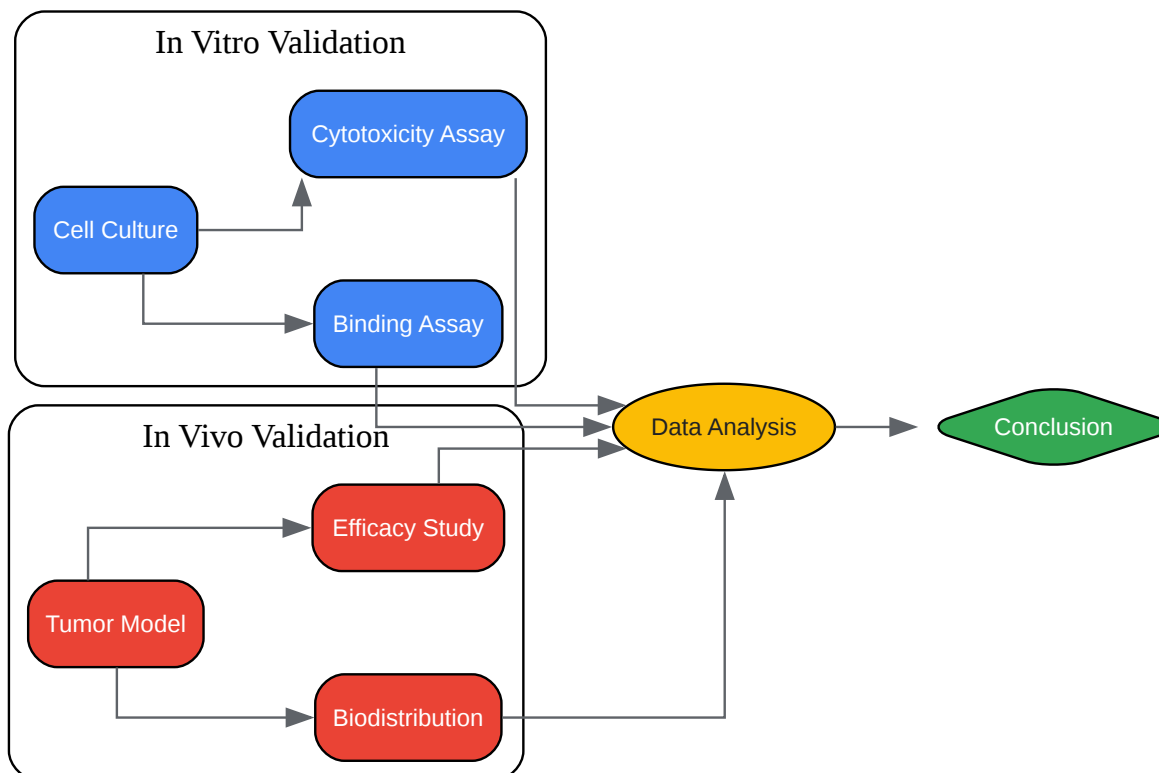 In Vitro Validation
Cytotoxicity Assay
Cell Culture
Binding Assay
In Vivo Validation
Efficacy Study
Tumor Model
Biodistribution
Data Analysis
Conclusion